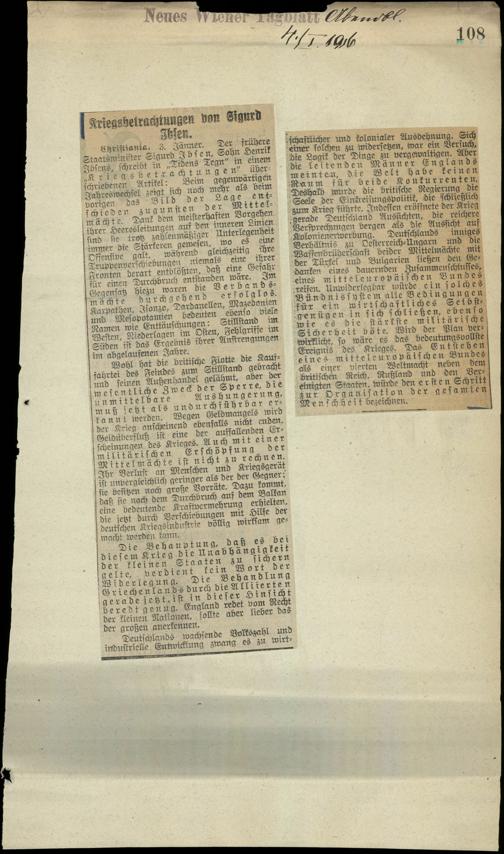 Neues Wiener Tagblatt Abendbl.
4./I. 1916
108
Kriegsbetrachtungen von Sigurd
Ibsen.
Christiania, 3. Jänner. Der frühere
Staatsminister Sigurd Ibsen, Sohn Henrik
Ibsens, schreibt in „Tidens Tegn“ in einem
„Kriegsbetrachtungen“ über-
schriebenen Artikel: Beim gegenwärtigen
Jahreswechsel zeigt sich noch mehr als beim
vorigen das Bild der Lage ent-
schieden zugunsten der Mittel-
mächte. Dank dem meisterhaften Vorgehen
ihrer Heeresleitungen auf den inneren Linien
sind sie trotz zahlenmäßiger Unterlegenheit
immer die Stärkeren gewesen, wo es eine
Offensive galt, während gleichzeitig ihre
Truppenverschiebungen niemals eine ihrer
Fronten derart entblößten, daß eine Gefahr
für einen Durchbruch entstanden wäre. Im
Gegensatz hiezu waren die Verbands-
mächte durchgehend erfolglos.
Karpathen, Isonzo, Dardanellen, Mazedonien
und Mesopotamien bedeuten ebenso viele
Namen wie Enttäuschungen; Stillstand im
Westen, Niederlagen im Osten, Fehlgriffe im
Süden ist das Ergebnis ihrer Anstrengungen
im abgelaufenen Jahre.
Wohl hat die britische Flotte die Kauf-
fahrtei des Feindes zum Stillstand gebracht
und seinen Außenhandel gelähmt, aber der
wesentliche Zweck der Sperre, die
unmittelbare Aushungerung,
muß jetzt als undurchführbar er-
kannt werden. Wegen Geldmangels wird
der Krieg anscheinend ebenfalls nicht enden.
Geldüberfluß ist eine der auffallenden Er-
scheinungen des Krieges. Auch mit einer
militärischen Erschöpfung der
Mittelmächte ist nicht zu rechnen.
Ihr Verlust an Menschen und Kriegsgerät
ist unvergleichlich geringer als der der Gegner;
sie besitzen noch große Vorräte. Dazu kommt,
daß sie nach dem Durchbruch auf dem Balkan
eine bedeutende Kraftvermehrung erhielten,
die jetzt durch Verschiebungen mit Hilfe der
deutschen Kriegsindustrie völlig wirksam ge-
macht werden kann.
Die Behauptung, daß es bei
diesem Krieg die Unabhängigkeit
der kleinen Staaten zu sichern
gelte, verdient kein Wort der
Widerlegung. Die Behandlung
Griechenlands durch die Alliierten
gerade jetzt, ist in dieser Hinsicht
beredt genug. England redet vom Recht
der kleinen Nationen, sollte aber lieber das
der großen anerkennen.
Deutschlands wachsende Volkszahl und
industrielle Entwicklung zwang es zu wirt-
schaftlicher und kolonialer Ausdehnung. Sich
einer solchen zu widersetzen, war ein Versuch,
die Logik der Dinge zu vergewaltigen. Aber
die leitenden Männer Englands
meinten, die Welt habe keinen
Raum für beide Konkurrenten.
Deshalb wurde die britische Regierung die
Seele der Einkreisungspolitik, die schließlich
zum Krieg führte. Indessen eröffnete der Krieg
gerade Deutschland Aussichten, die reichere
Versprechungen bergen als die Aussicht auf
Kolonienerwerbung. Deutschlands inniges
Verhältnis zu Oesterreich-Ungarn und die
Waffenbrüderschaft beider Mittelmächte mit
der Türkei und Bulgarien ließen den Ge-
danken eines dauernden Zusammenschlusses,
eines mitteleuropäischen Bundes
reifen. Unwiderlegbar würde ein solches
Bündnissystem alle Bedingungen
für ein wirtschaftliches Selbst-
genügen in sich schließen, ebenso
wie es die stärkste militärische
Sicherheit böte. Wird der Plan ver-
wirklicht, so wäre es das bedeutungsvollste
Ereignis des Krieges. Das Entstehen
eines mitteleuropäischen Bundes
als einer vierten Weltmacht neben dem
britischen Reich, Rußland und den Ver-
einigten Staaten, würde den ersten Schritt
zur Organisation der gesamten
Menschheit bezeichnen.